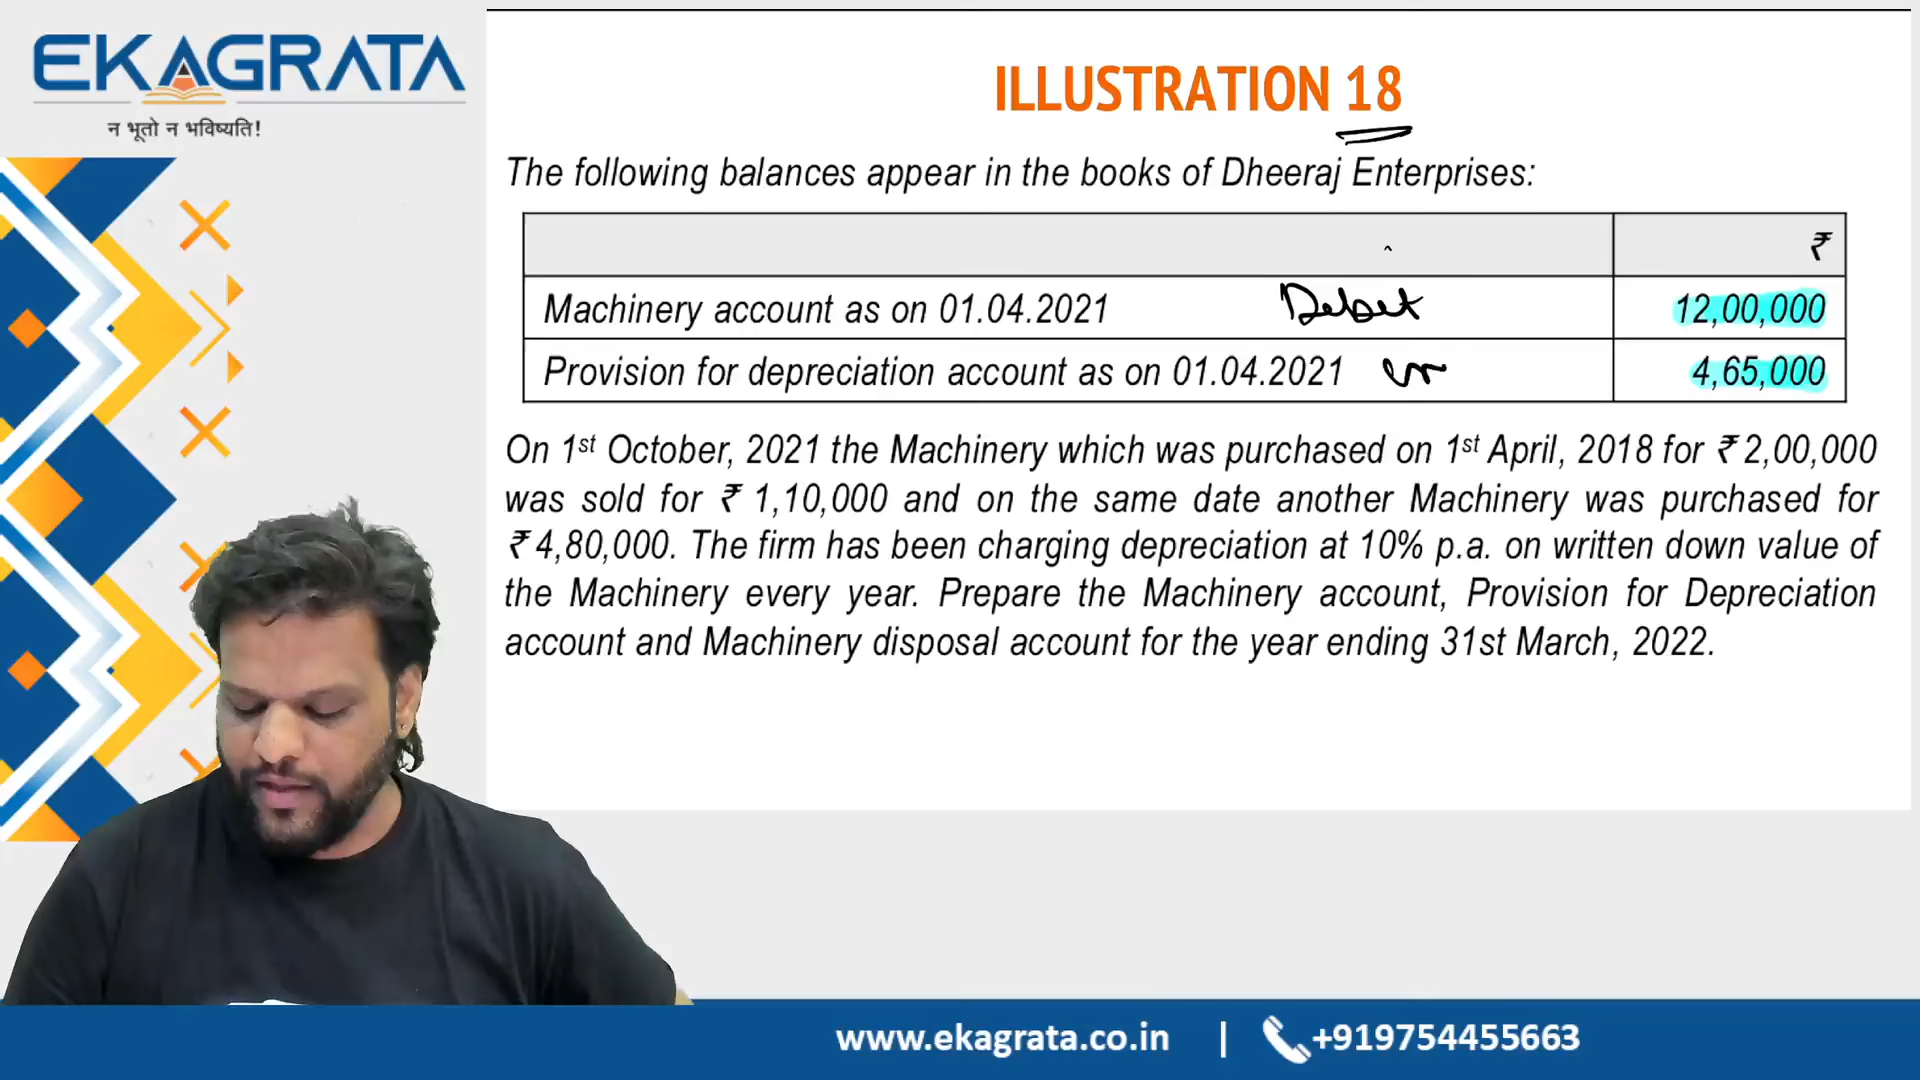 EKAGRATA
न भूतो न भविष्यति!
ILLUSTRATION 18
The following balances appear in the books of Dheeraj Enterprises:
₹
Machinery account as on 01.04.2021 Debit 12,00,000
Provision for depreciation account as on 01.04.2021 cr 4,65,000
On 1st October, 2021 the Machinery which was purchased on 1st April, 2018 for ₹ 2,00,000
was sold for ₹ 1,10,000 and on the same date another Machinery was purchased for
₹ 4,80,000. The firm has been charging depreciation at 10% p.a. on written down value of
the Machinery every year. Prepare the Machinery account, Provision for Depreciation
account and Machinery disposal account for the year ending 31st March, 2022.
www.ekagrata.co.in | +919754455663